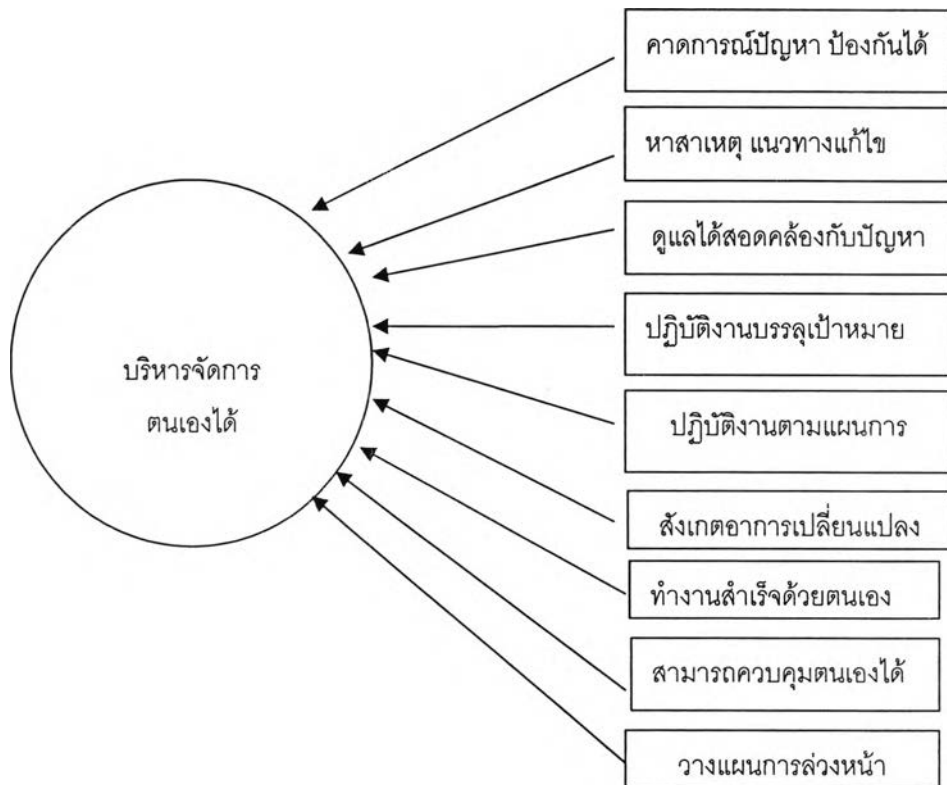 คาดการณ์ปัญหา ป้องกันได้
หาสาเหตุ แนวทางแก้ไข
ดูแลได้สอดคล้องกับปัญหา
ปฏิบัติงานบรรลุเป้าหมาย
บริหารจัดการ
ตนเองได้
ปฏิบัติงานตามแผนการ
สังเกตอาการเปลี่ยนแปลง
ทำงานสำเร็จด้วยตนเอง
สามารถควบคุมตนเองได้
วางแผนการล่วงหน้า